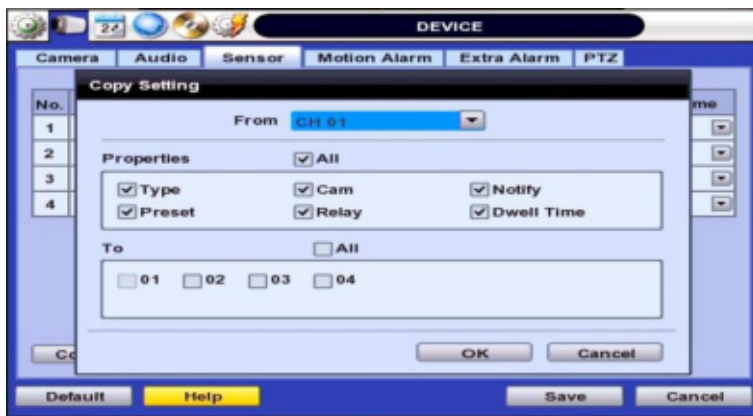 DEVICE
Camera Audio Sensor Motion Alarm Extra Alarm PTZ
Copy Setting
No. me
From CH 01
1
2
Properties All
3
Type Cam Notify
4
Preset Relay Dwell Time
To All
01 02 03 04
Co OK Cancel
Default Help Save Cancel